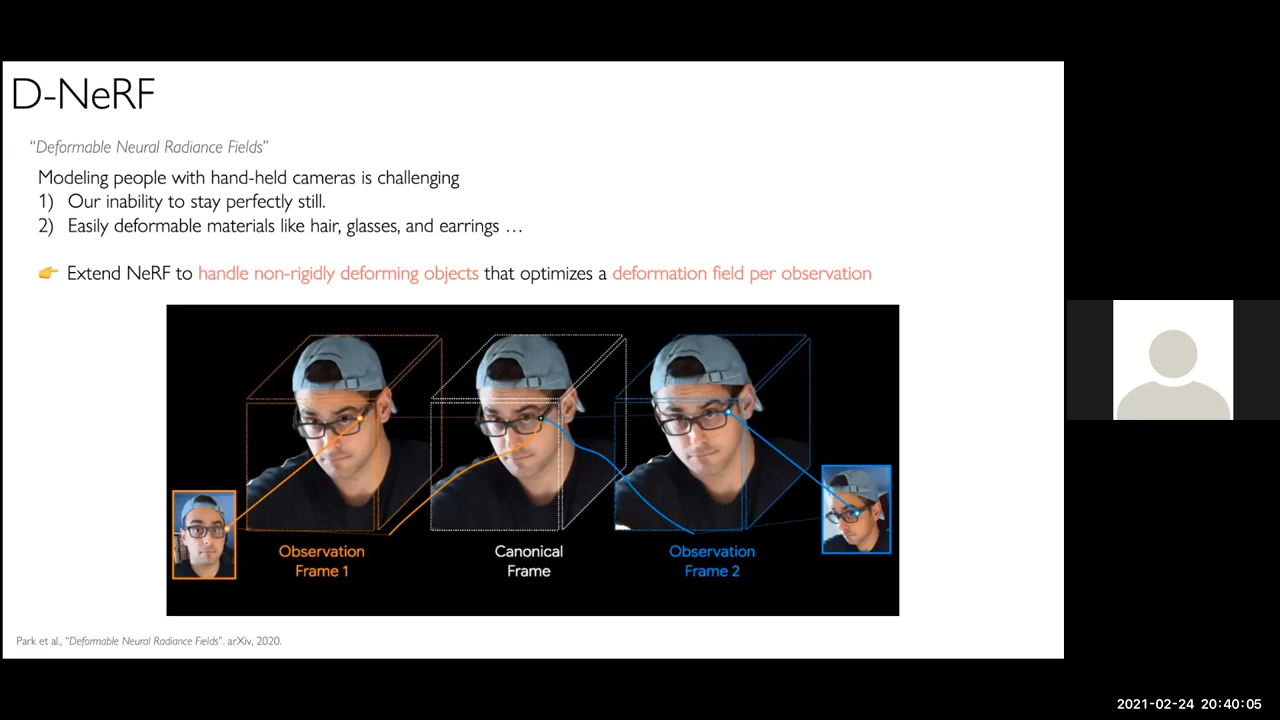 D-NeRF
“Deformable Neural Radiance Fields”
Modeling people with hand-held cameras is challenging
1) Our inability to stay perfectly still.
2) Easily deformable materials like hair, glasses, and earrings …
👉 Extend NeRF to handle non-rigidly deforming objects that optimizes a deformation field per observation
Observation
Frame 1
Canonical
Frame
Observation
Frame 2
Park et al., “Deformable Neural Radiance Fields”. arXiv, 2020.
2021-02-24 20:40:05